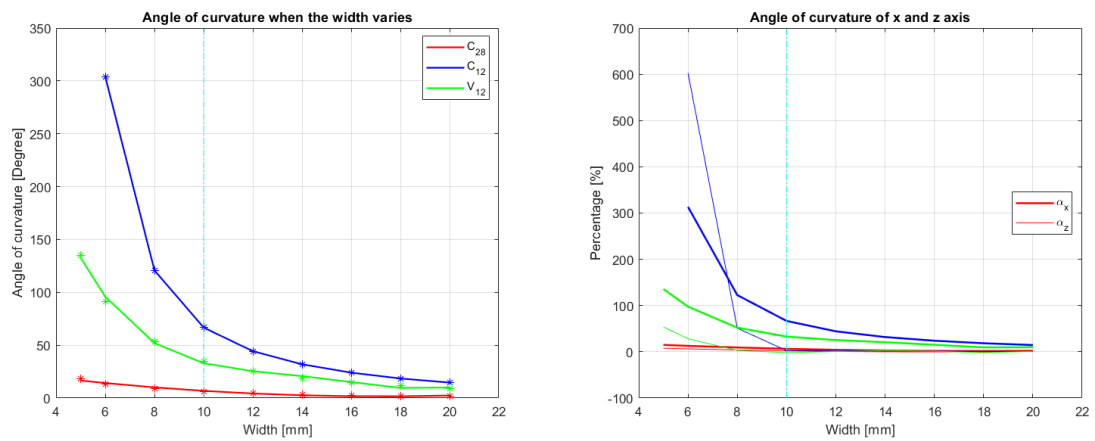 Angle of curvature when the width varies
350
300
250
200
150
100
50
0
4 6 8 10 12 14 16 18 20 22
Angle of curvature [Degree]
Width [mm]
C28
C12
V12
Angle of curvature of x and z axis
700
600
500
400
300
200
100
0
-100
4 6 8 10 12 14 16 18 20 22
Percentage [%]
Width [mm]
αx
αz